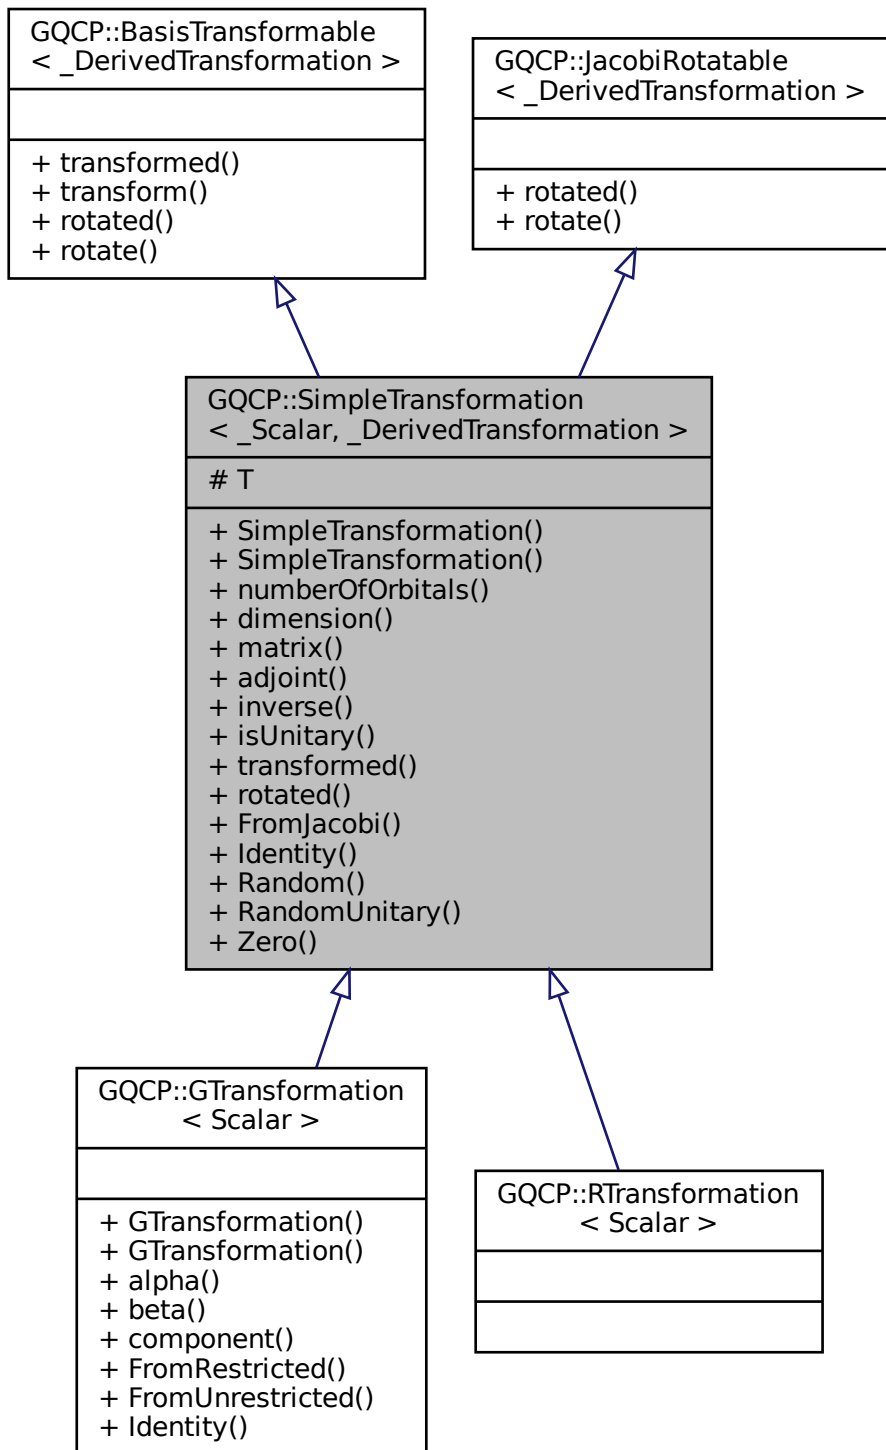 GQCP::BasisTransformable
< _DerivedTransformation >
+ transformed()
+ transform()
+ rotated()
+ rotate()
GQCP::JacobiRotatable
< _DerivedTransformation >
+ rotated()
+ rotate()
GQCP::SimpleTransformation
< _Scalar, _DerivedTransformation >
# T
+ SimpleTransformation()
+ SimpleTransformation()
+ numberOfOrbitals()
+ dimension()
+ matrix()
+ adjoint()
+ inverse()
+ isUnitary()
+ transformed()
+ rotated()
+ FromJacobi()
+ Identity()
+ Random()
+ RandomUnitary()
+ Zero()
GQCP::GTransformation
< Scalar >
+ GTransformation()
+ GTransformation()
+ alpha()
+ beta()
+ component()
+ FromRestricted()
+ FromUnrestricted()
+ Identity()
GQCP::RTransformation
< Scalar >